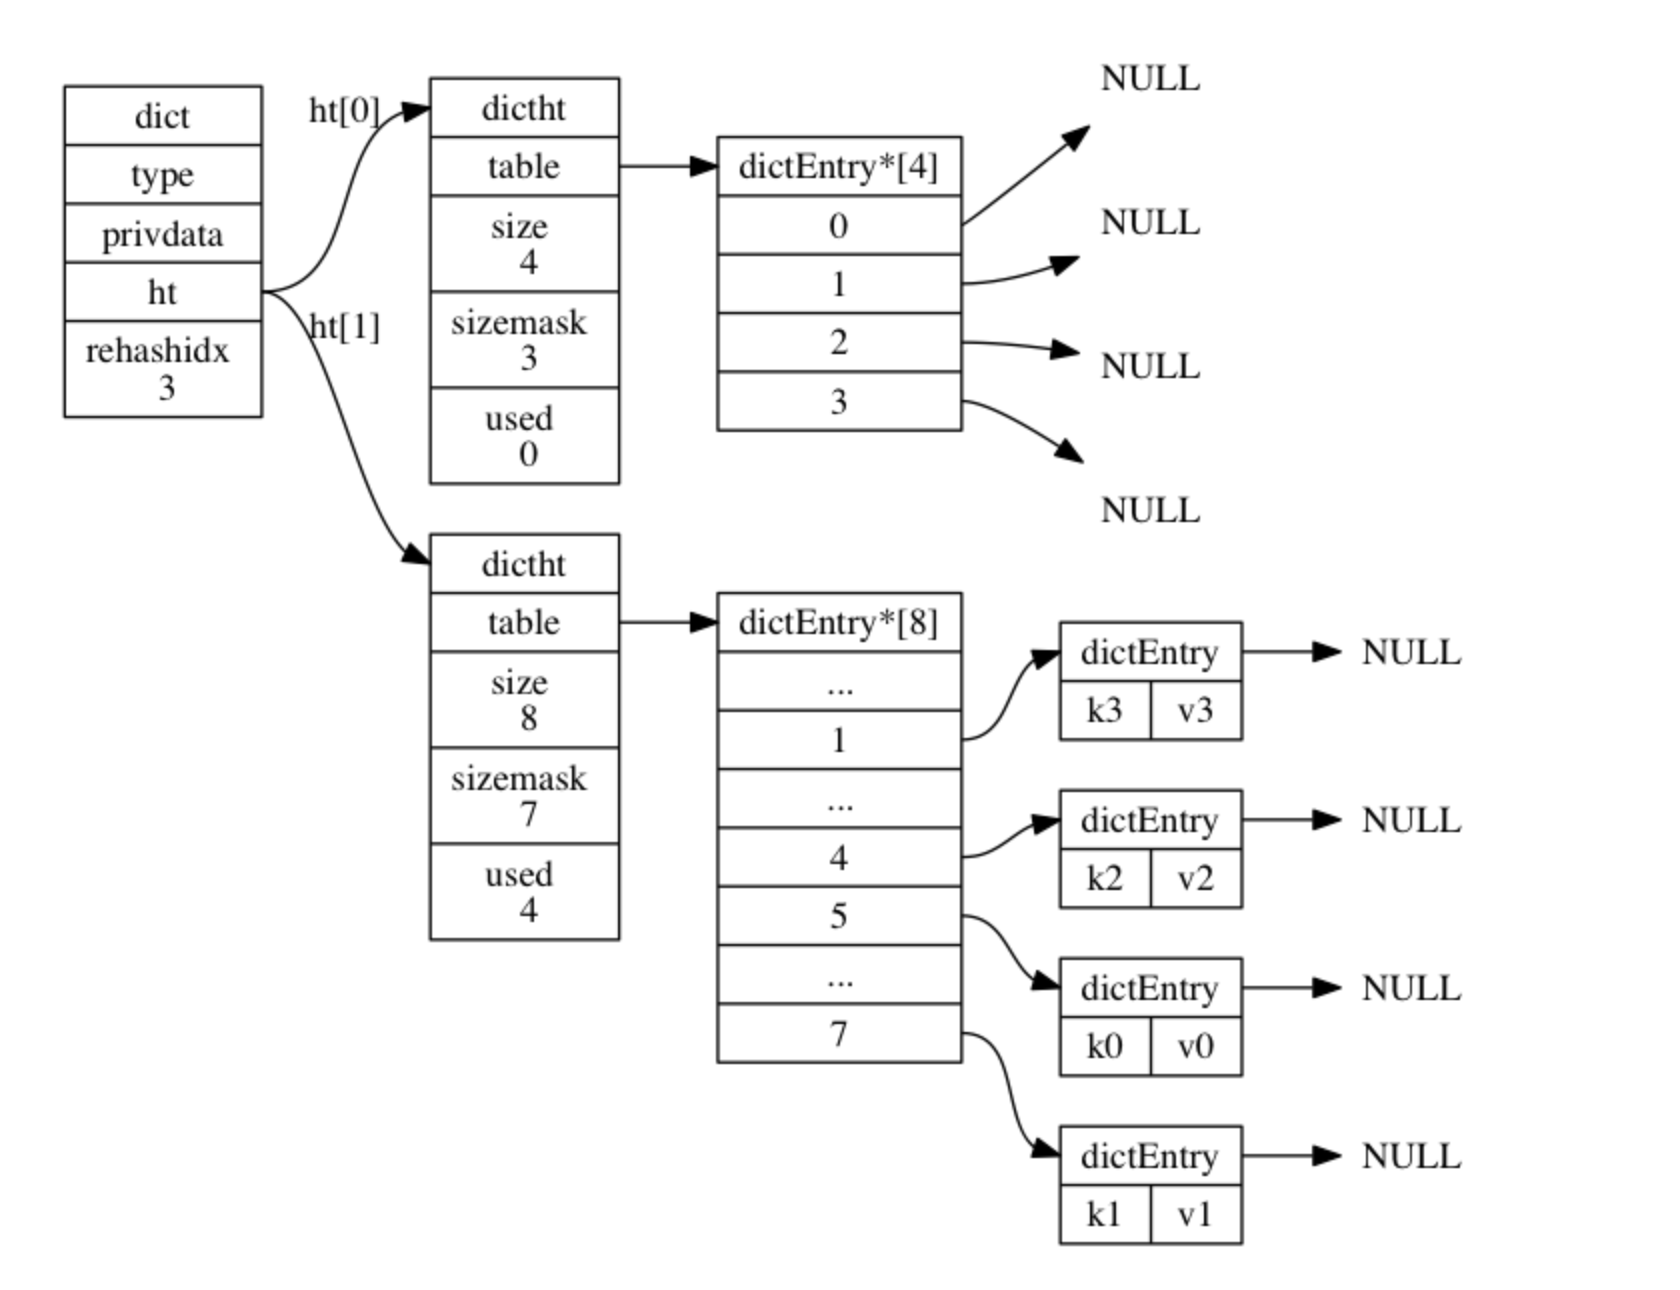 dict
type
privdata
ht
rehashidx
3
ht[0]
ht[1]
dictht
table
size
4
sizemask
3
used
0
dictEntry*[4]
0
1
2
3
NULL
NULL
NULL
NULL
dictht
table
size
8
sizemask
7
used
4
dictEntry*[8]
...
1
...
4
5
...
7
dictEntry
k3 v3
NULL
dictEntry
k2 v2
NULL
dictEntry
k0 v0
NULL
dictEntry
k1 v1
NULL